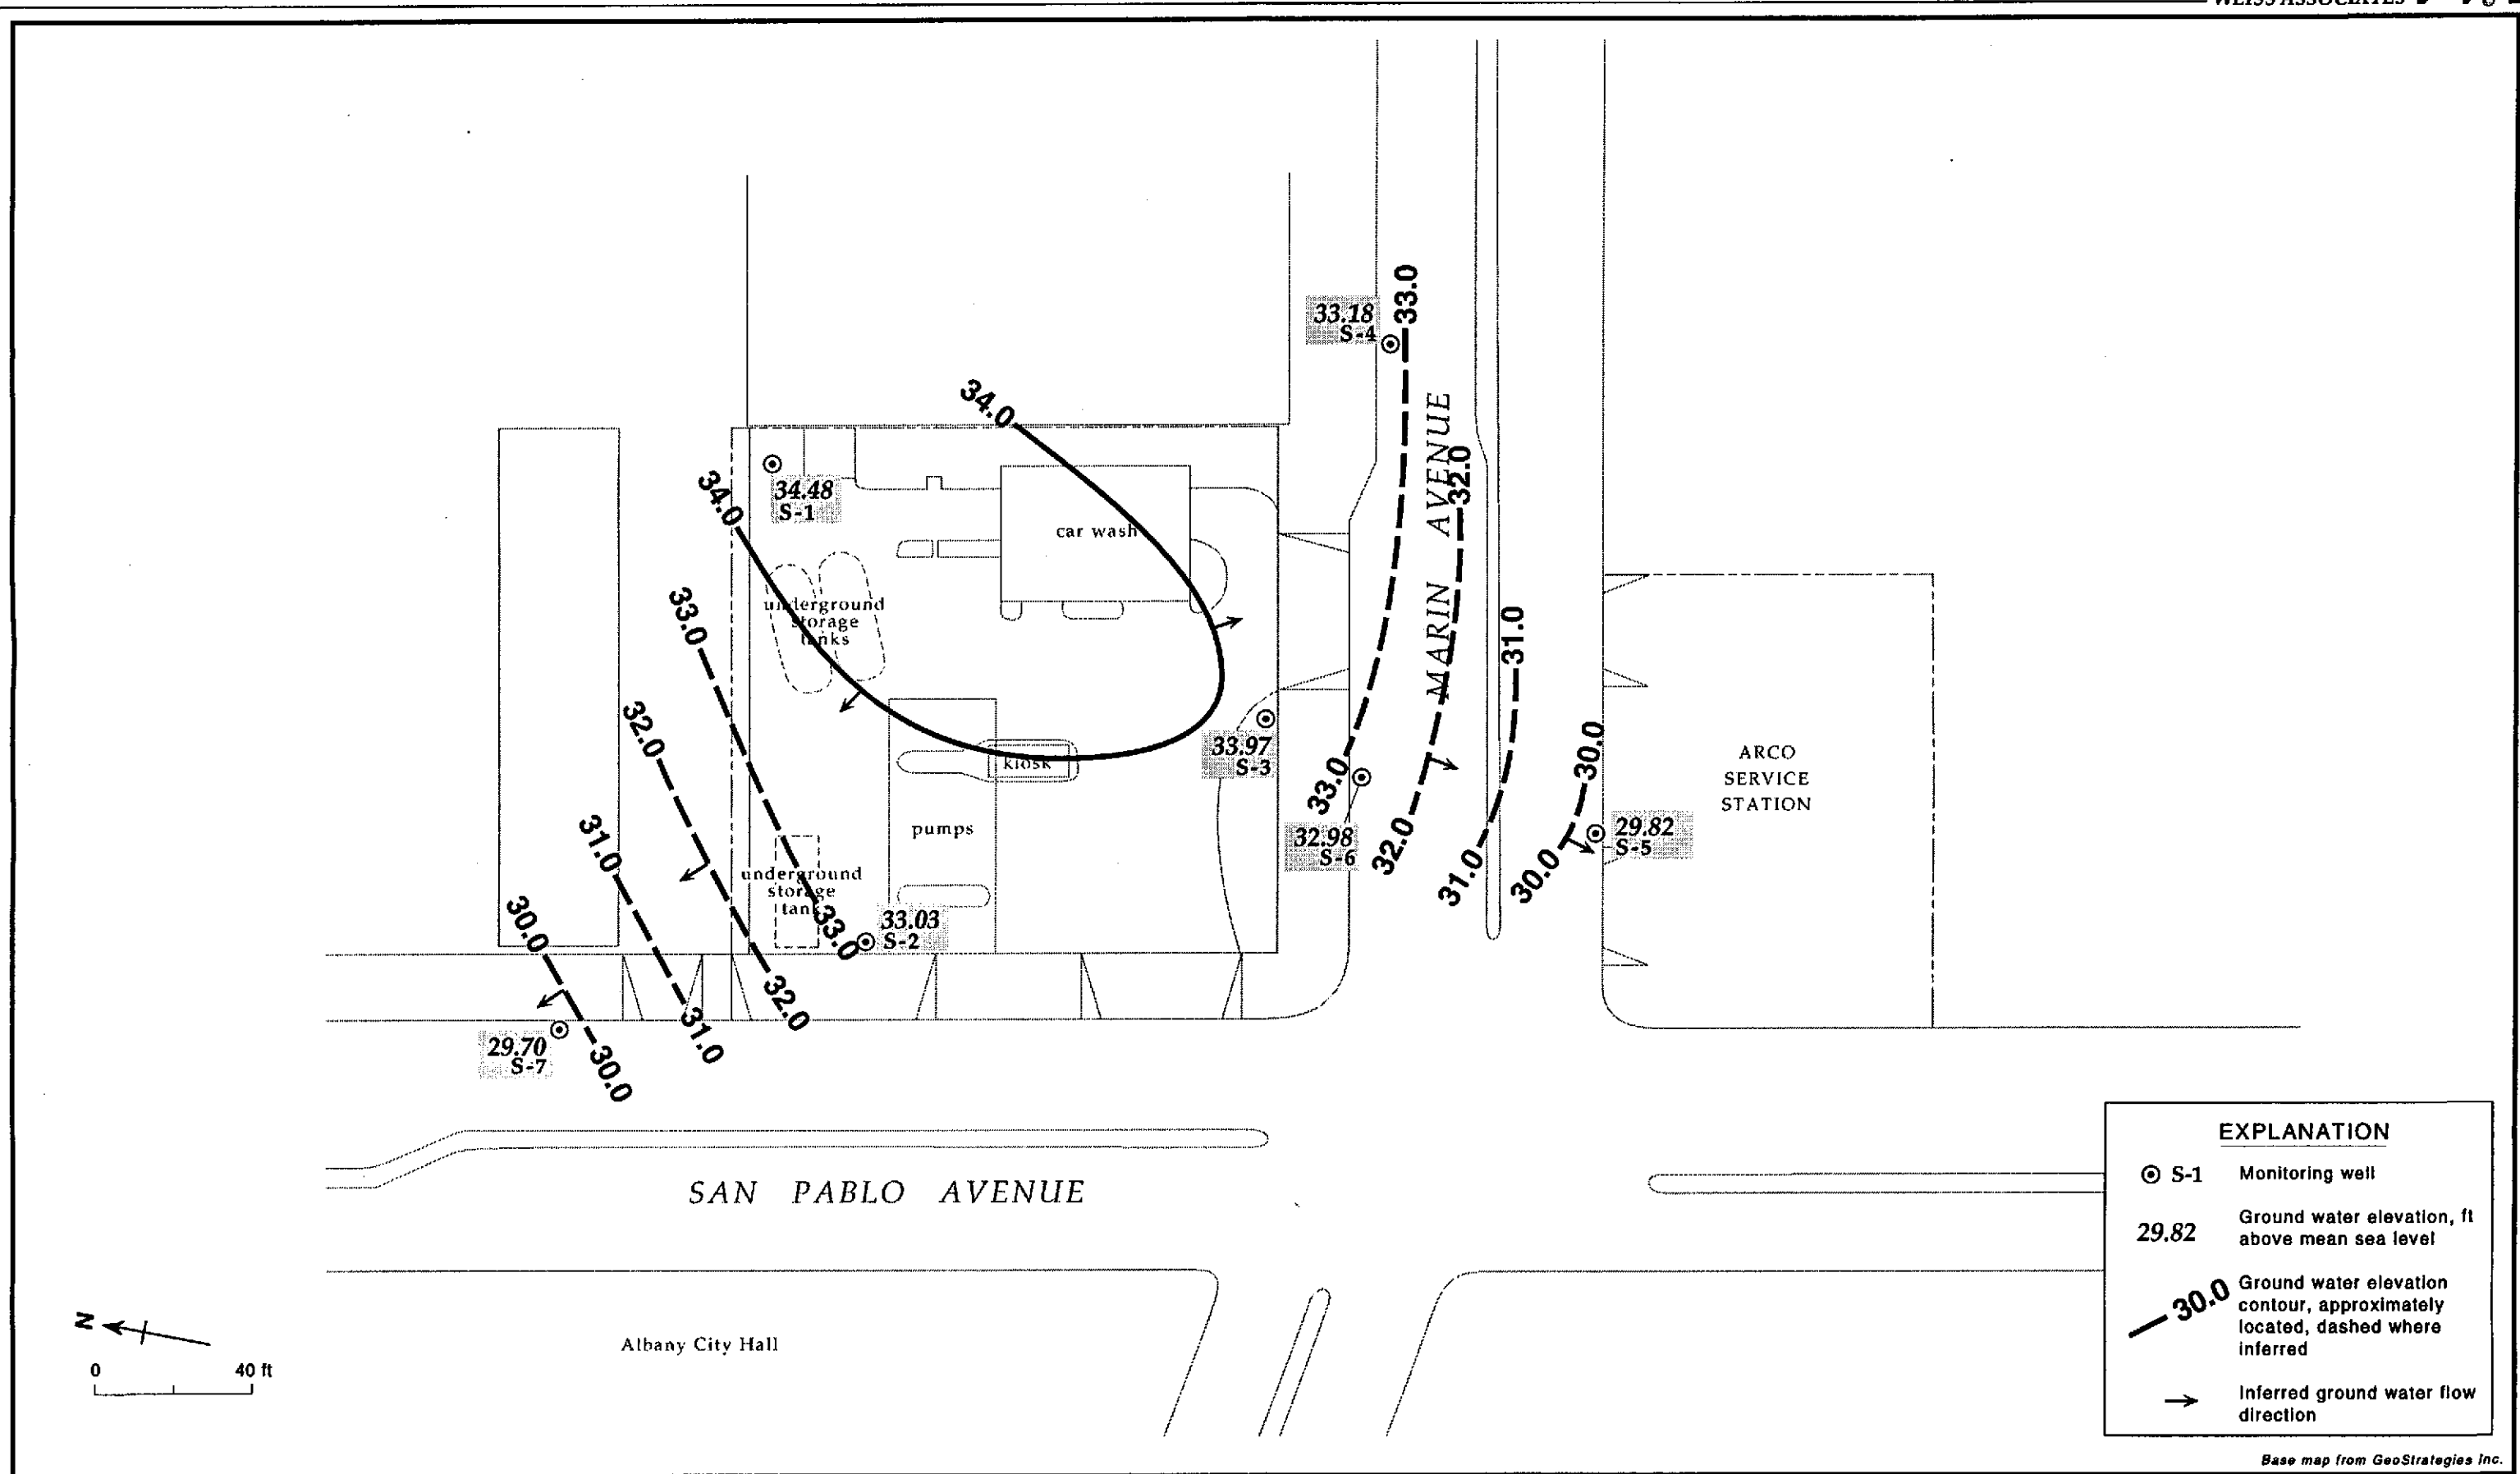 WEISS ASSOCIATES
33.18
S-4
33.0
34.0
34.0
34.48
S-1
car wash
MARIN AVENUE
32.0
underground
storage
tanks
33.0
31.0
32.0
33.97
S-3
kiosk
33.0
30.0
ARCO
SERVICE
STATION
31.0
pumps
32.98
S-6
32.0
29.82
S-5
31.0
30.0
underground
storage
tank
33.0
33.03
S-2
30.0
32.0
31.0
29.70
S-7
30.0
SAN PABLO AVENUE
Albany City Hall
N
0 40 ft
EXPLANATION
S-1 Monitoring well
29.82 Ground water elevation, ft
above mean sea level
30.0 Ground water elevation
contour, approximately
located, dashed where
inferred
Inferred ground water flow
direction
Base map from GeoStrategies Inc.